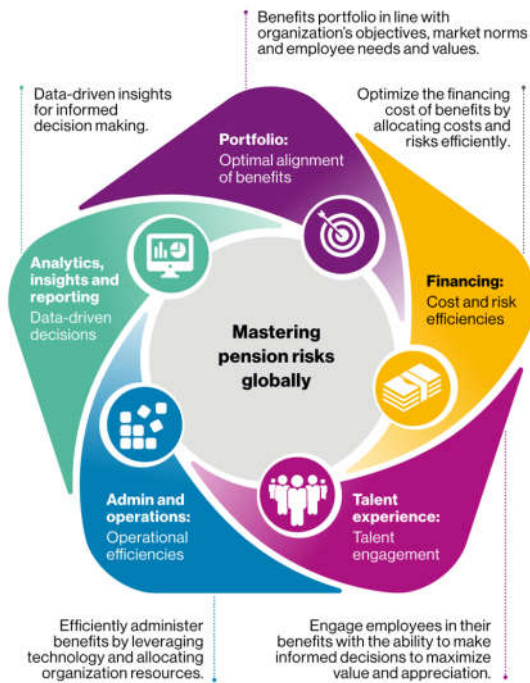 Benefits portfolio in line with
organization's objectives, market norms
and employee needs and values.
Data-driven insights
for informed
decision making.
Optimize the financing
cost of benefits by
allocating costs and
risks efficiently.
Portfolio:
Optimal alignment
of benefits
Analytics,
insights and
reporting
Data-driven
decisions
Financing:
Cost and risk
efficiencies
Mastering
pension risks
globally
Admin and
operations:
Operational
efficiencies
Talent
experience:
Talent
engagement
Efficiently administer
benefits by leveraging
technology and allocating
organization resources.
Engage employees in their
benefits with the ability to make
informed decisions to maximize
value and appreciation.